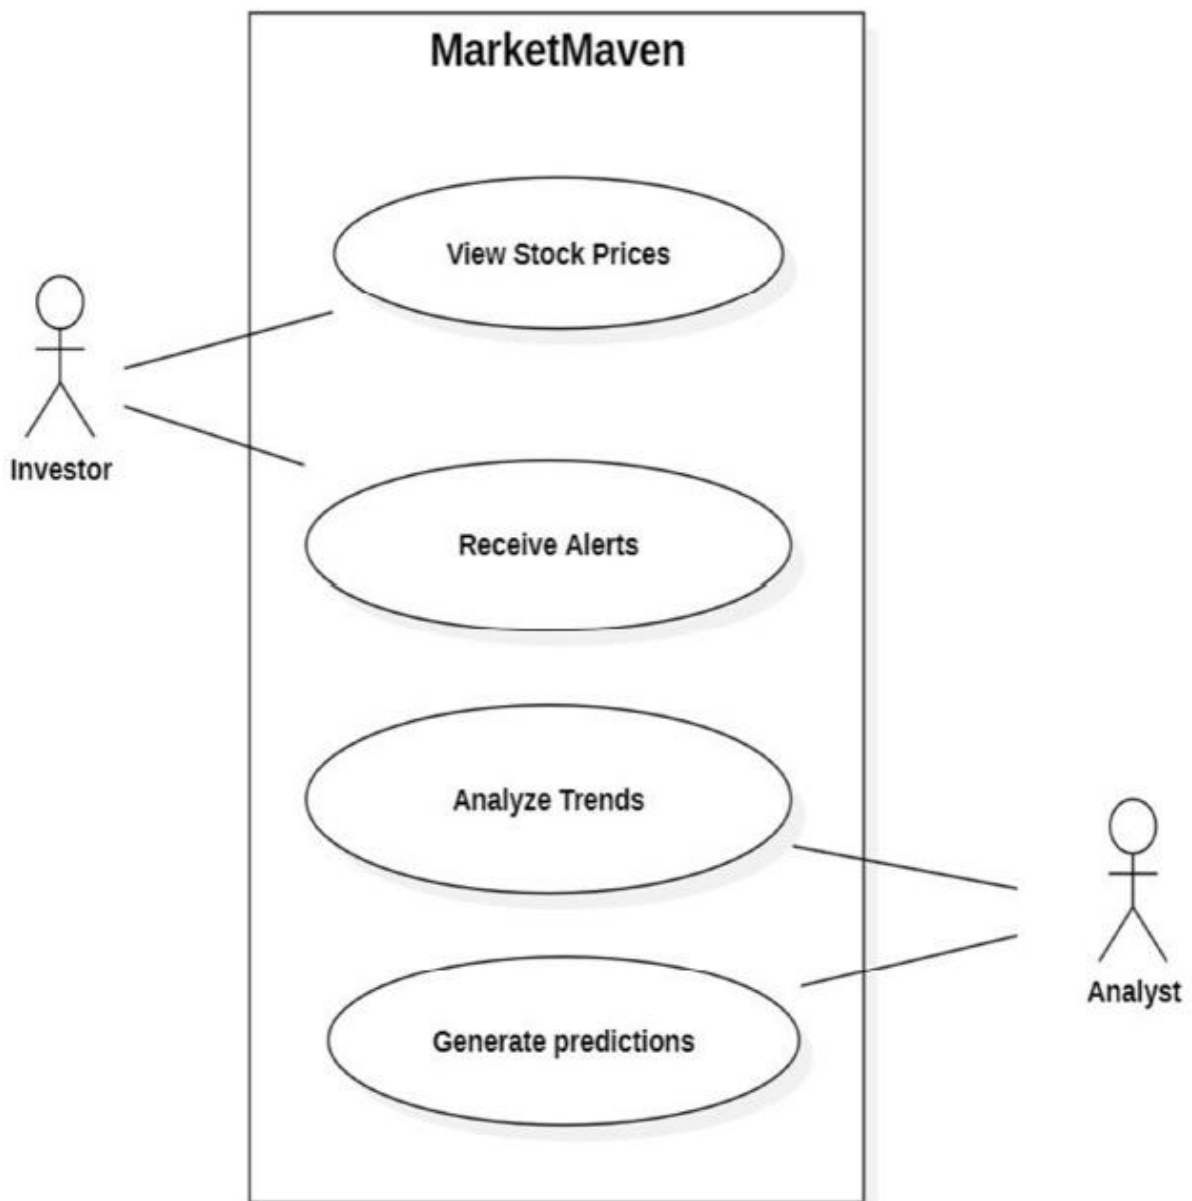 MarketMaven
View Stock Prices
Investor
Receive Alerts
Analyze Trends
Analyst
Generate predictions